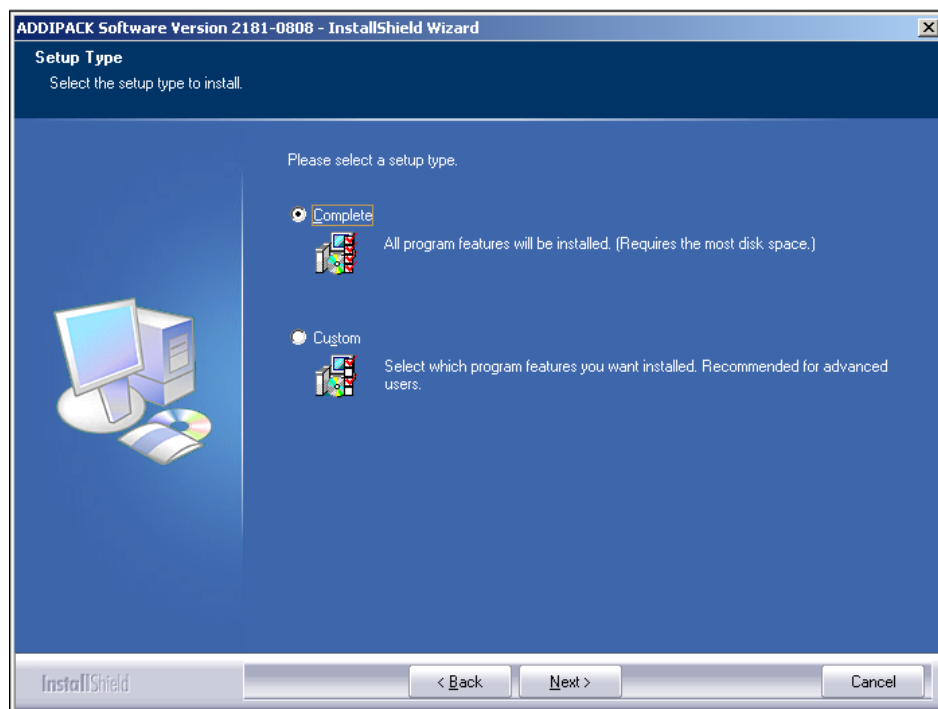 ADDIPACK Software Version 2181-0808 - InstallShield Wizard
Setup Type
Select the setup type to install.
Please select a setup type.
Complete
All program features will be installed. (Requires the most disk space.)
Custom
Select which program features you want installed. Recommended for advanced
users.
InstallShield
< Back
Next >
Cancel